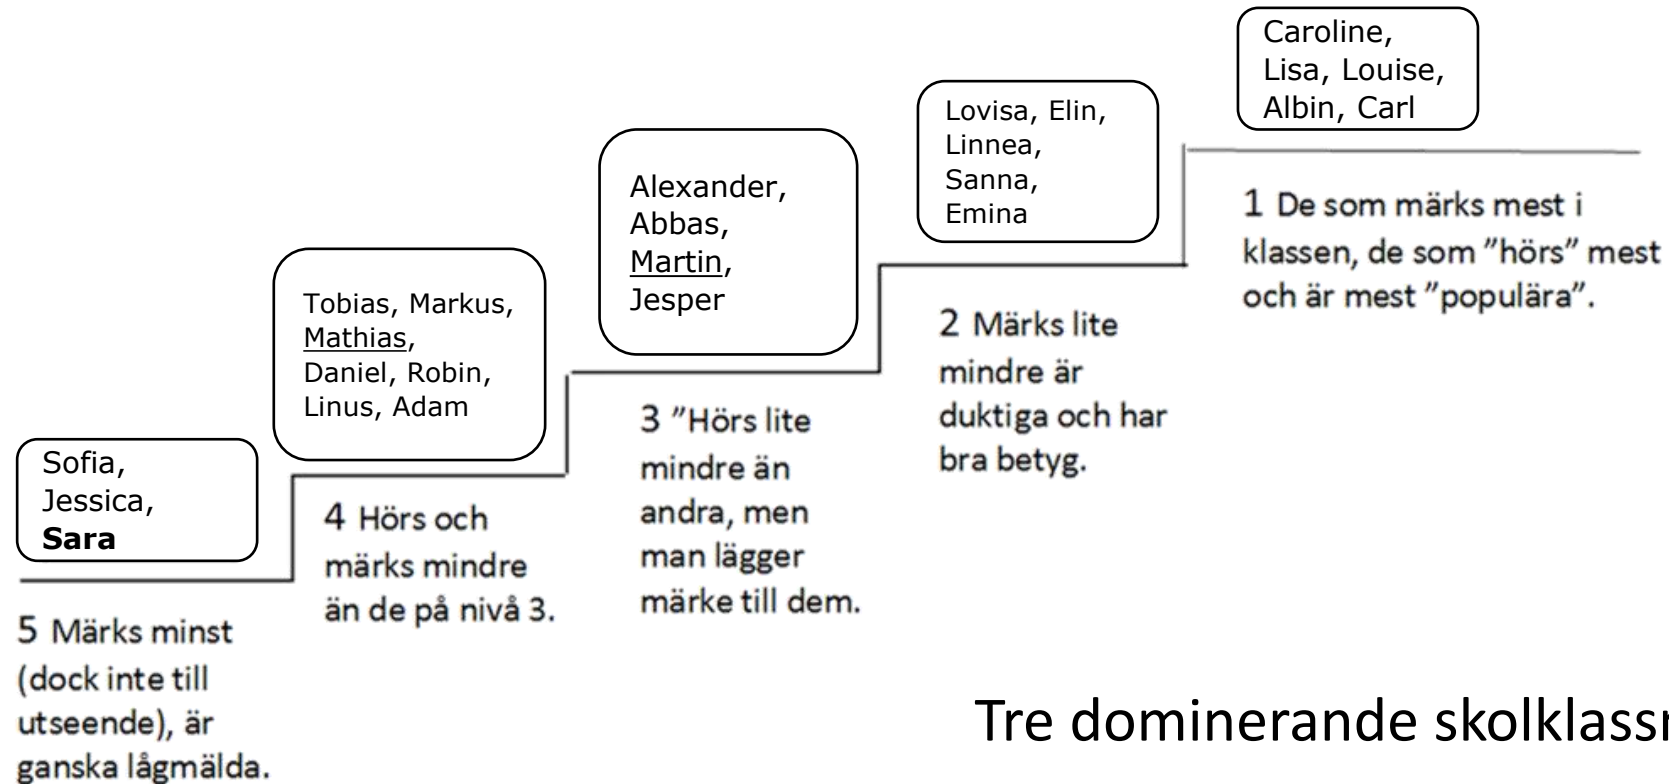 Caroline,
Lisa, Louise,
Albin, Carl
1 De som märks mest i
klassen, de som ”hörs” mest
och är mest ”populära”.
Lovisa, Elin,
Linnea,
Sanna,
Emina
2 Märks lite
mindre är
duktiga och har
bra betyg.
Alexander,
Abbas,
Martin,
Jesper
3 ”Hörs lite
mindre än
andra, men
man lägger
märke till dem.
Tobias, Markus,
Mathias,
Daniel, Robin,
Linus, Adam
4 Hörs och
märks mindre
än de på nivå 3.
Sofia,
Jessica,
Sara
5 Märks minst
(dock inte till
utseende), är
ganska lågmälda.
Tre dominerande